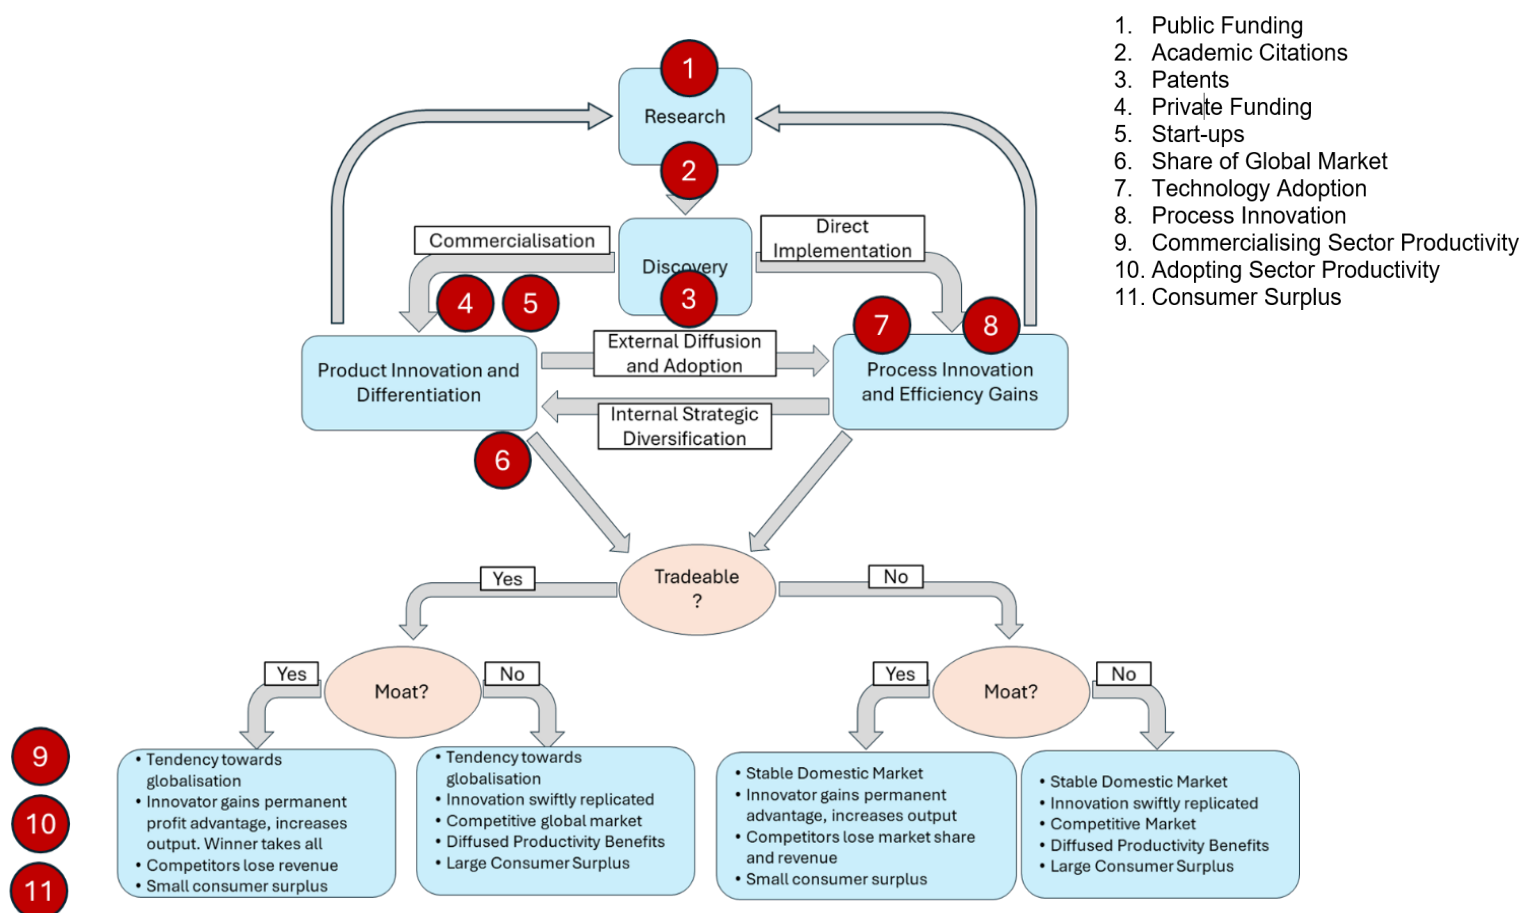 1. Public Funding
2. Academic Citations
3. Patents
4. Private Funding
5. Start-ups
6. Share of Global Market
7. Technology Adoption
8. Process Innovation
9. Commercialising Sector Productivity
10. Adopting Sector Productivity
11. Consumer Surplus
1
Research
2
Commercialisation
Discovery
Direct
Implementation
3
4
5
7
8
External Diffusion
and Adoption
Product Innovation and
Differentiation
Process Innovation
and Efficiency Gains
Internal Strategic
Diversification
6
Tradeable
?
Yes
No
Yes
Moat?
No
Yes
Moat?
No
9
10
11
• Tendency towards
globalisation
• Innovator gains permanent
profit advantage, increases
output. Winner takes all
• Competitors lose revenue
• Small consumer surplus
• Tendency towards
globalisation
• Innovation swiftly replicated
• Competitive global market
• Diffused Productivity Benefits
• Large Consumer Surplus
• Stable Domestic Market
• Innovator gains permanent
advantage, increases output
• Competitors lose market share
and revenue
• Small consumer surplus
• Stable Domestic Market
• Innovation swiftly replicated
• Competitive Market
• Diffused Productivity Benefits
• Large Consumer Surplus